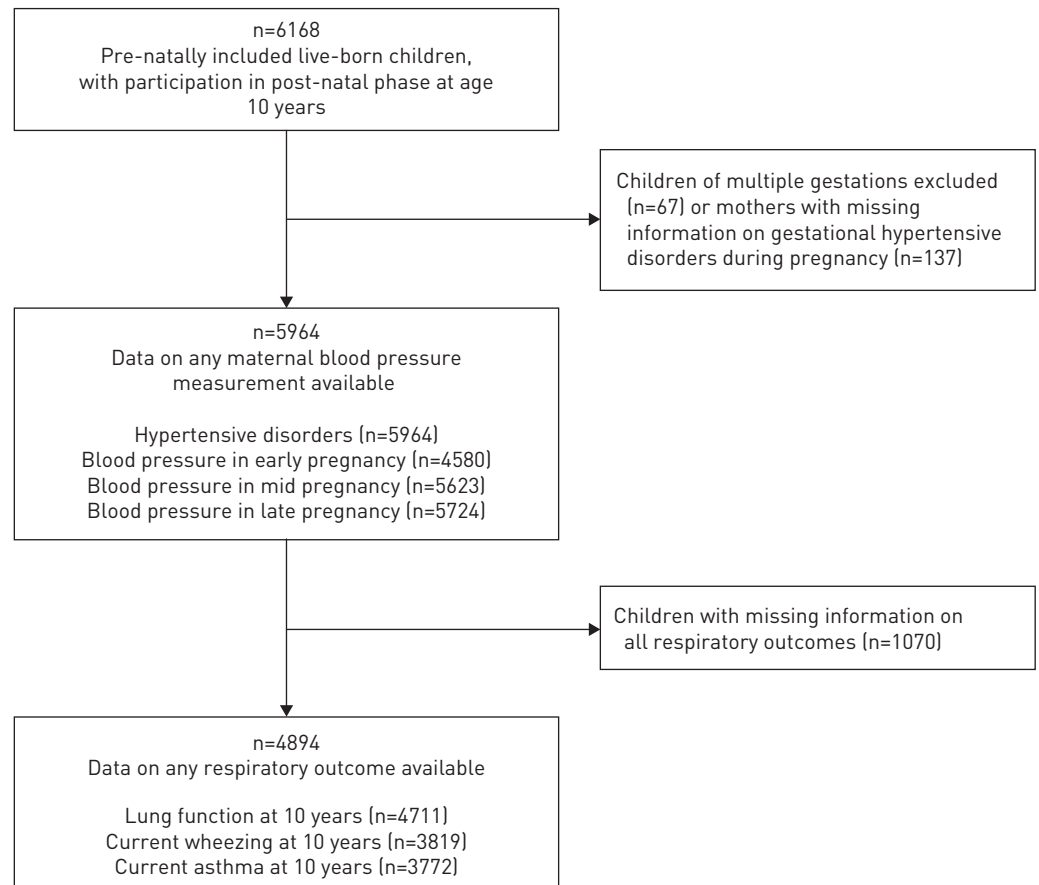 n=6168
Pre-natally included live-born children,
with participation in post-natal phase at age
10 years
Children of multiple gestations excluded
(n=67) or mothers with missing
information on gestational hypertensive
disorders during pregnancy (n=137)
n=5964
Data on any maternal blood pressure
measurement available
Hypertensive disorders (n=5964)
Blood pressure in early pregnancy (n=4580)
Blood pressure in mid pregnancy (n=5623)
Blood pressure in late pregnancy (n=5724)
Children with missing information on
all respiratory outcomes (n=1070)
n=4894
Data on any respiratory outcome available
Lung function at 10 years (n=4711)
Current wheezing at 10 years (n=3819)
Current asthma at 10 years (n=3772)